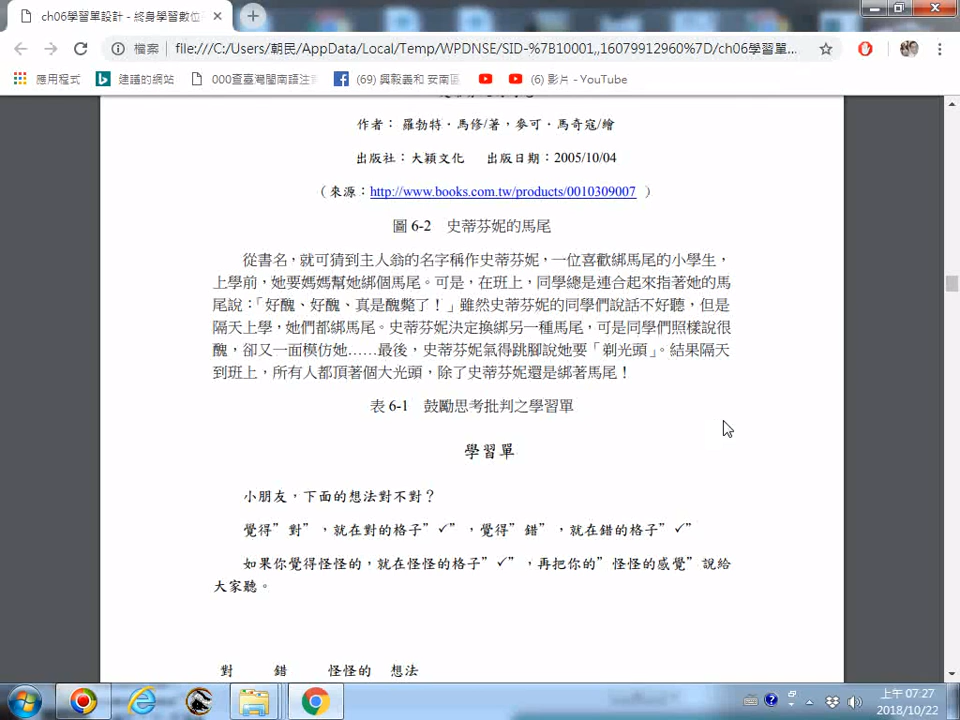 ch06學習單設計 - 終身學習數位
檔案
file:///C:/Users/朝民/AppData/Local/Temp/WPDNSE/SID-%7B10001,,16079912960%7D/ch06學習單...
應用程式
建議的網站
000查臺灣閩南語注
(69) 興毅義和 安南區
(6) 影片 - YouTube
作者： 羅勃特．馬修/著，麥可．馬奇寇/繪
出版社：大穎文化 出版日期：2005/10/04
（來源：http://www.books.com.tw/products/0010309007 ）
圖 6-2 史蒂芬妮的馬尾
從書名，就可猜到主人翁的名字稱作史蒂芬妮，一位喜歡綁馬尾的小學生，
上學前，她要媽媽幫她綁個馬尾。可是，在班上，同學總是連合起來指著她的馬
尾說：「好醜、好醜、真是醜斃了！」雖然史蒂芬妮的同學們說話不好聽，但是
隔天上學，她們都綁馬尾。史蒂芬妮決定換綁另一種馬尾，可是同學們照樣說很
醜，卻又一面模仿她……最後，史蒂芬妮氣得跳腳說她要「剃光頭」。結果隔天
到班上，所有人都頂著個大光頭，除了史蒂芬妮還是綁著馬尾！
表 6-1 鼓勵思考批判之學習單
學習單
小朋友，下面的想法對不對？
覺得”對”，就在對的格子”✓”，覺得”錯”，就在錯的格子”✓”
如果你覺得怪怪的，就在怪怪的格子”✓”，再把你的”怪怪的感覺”說給
大家聽。
對 錯 怪怪的 想法
上午 07:27
2018/10/22